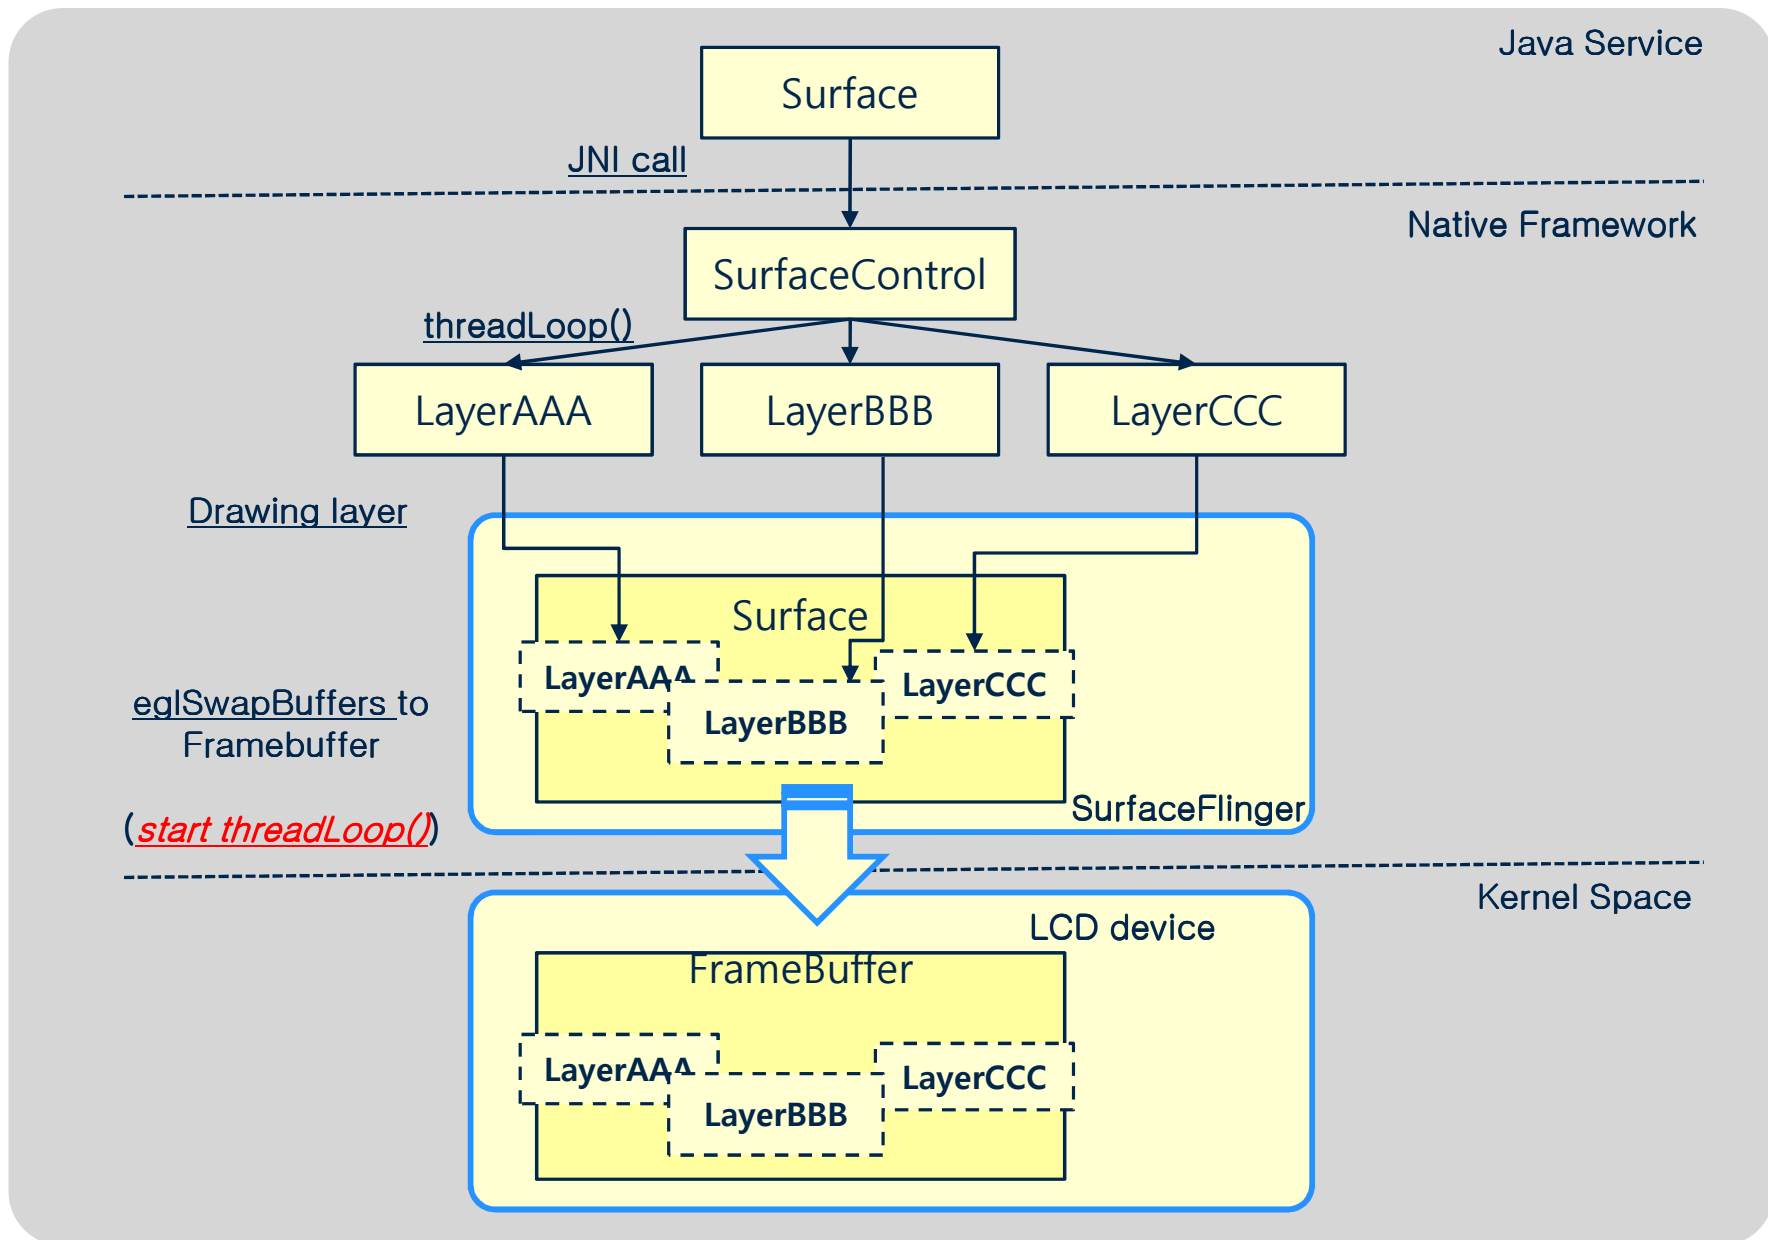 Java Service
Surface
JNI call
Native Framework
SurfaceControl
threadLoop()
LayerAAA
LayerBBB
LayerCCC
Drawing layer
Surface
LayerAAA
LayerBBB
LayerCCC
eglSwapBuffers to
Framebuffer
SurfaceFlinger
(start threadLoop())
Kernel Space
LCD device
FrameBuffer
LayerAAA
LayerBBB
LayerCCC